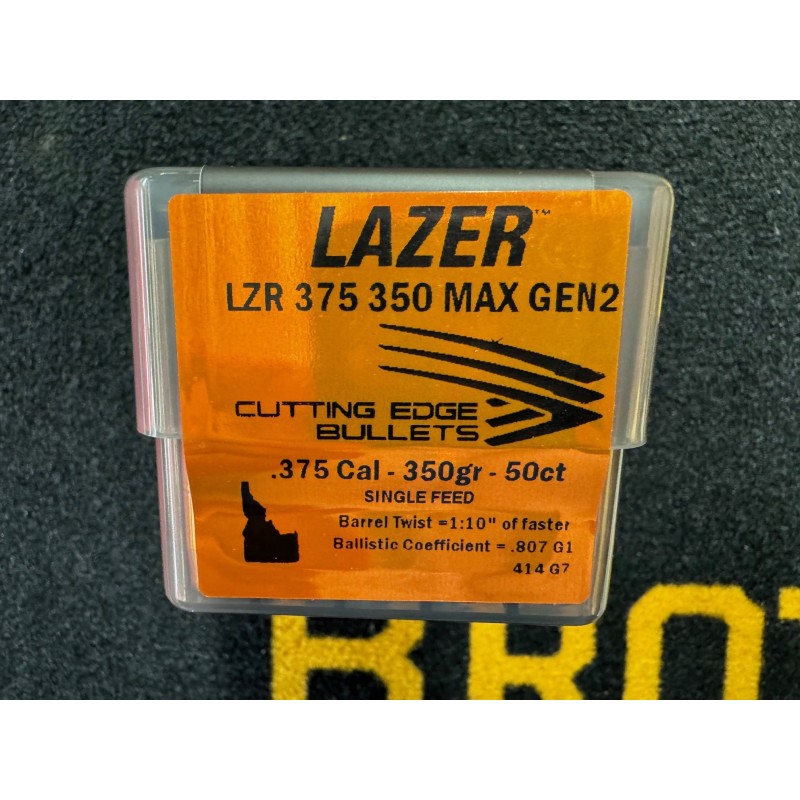 LAZER™
LZR 375 350 MAX GEN2
CUTTING EDGE
BULLETS
.375 Cal - 350gr - 50ct
SINGLE FEED
Barrel Twist =1:10" of faster
Ballistic Coefficient = .807 G1
414 G7